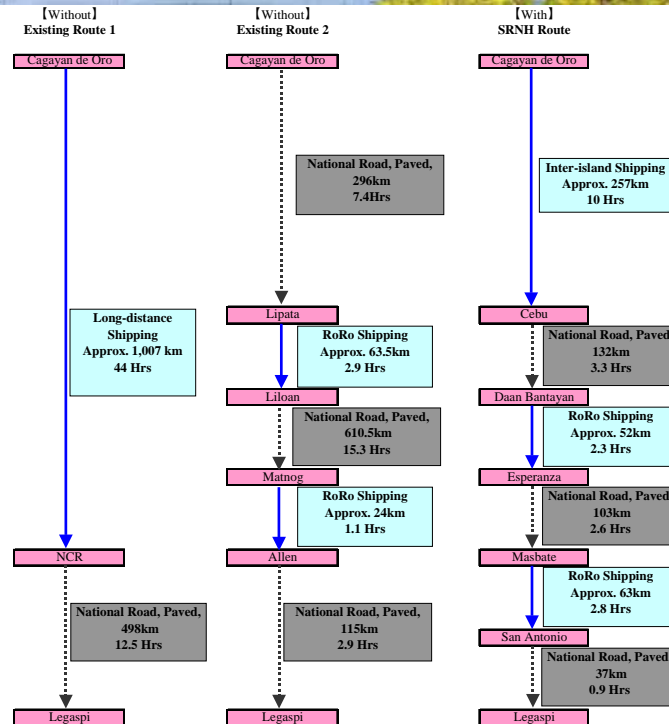 【Without】
Existing Route 1
Cagayan de Oro
Long-distance
Shipping
Approx. 1,007 km
44 Hrs
NCR
National Road, Paved,
498km
12.5 Hrs
Legaspi
【Without】
Existing Route 2
Cagayan de Oro
National Road, Paved,
296km
7.4Hrs
Lipata
RoRo Shipping
Approx. 63.5km
2.9 Hrs
Liloan
National Road, Paved,
610.5km
15.3 Hrs
Matnog
RoRo Shipping
Approx. 24km
1.1 Hrs
Allen
National Road, Paved,
115km
2.9 Hrs
Legaspi
【With】
SRNH Route
Cagayan de Oro
Inter-island Shipping
Approx. 257km
10 Hrs
Cebu
National Road, Paved
132km
3.3 Hrs
Daan Bantayan
RoRo Shipping
Approx. 52km
2.3 Hrs
Esperanza
National Road, Paved
103km
2.6 Hrs
Masbate
RoRo Shipping
Approx. 63km
2.8 Hrs
San Antonio
National Road, Paved
37km
0.9 Hrs
Legaspi